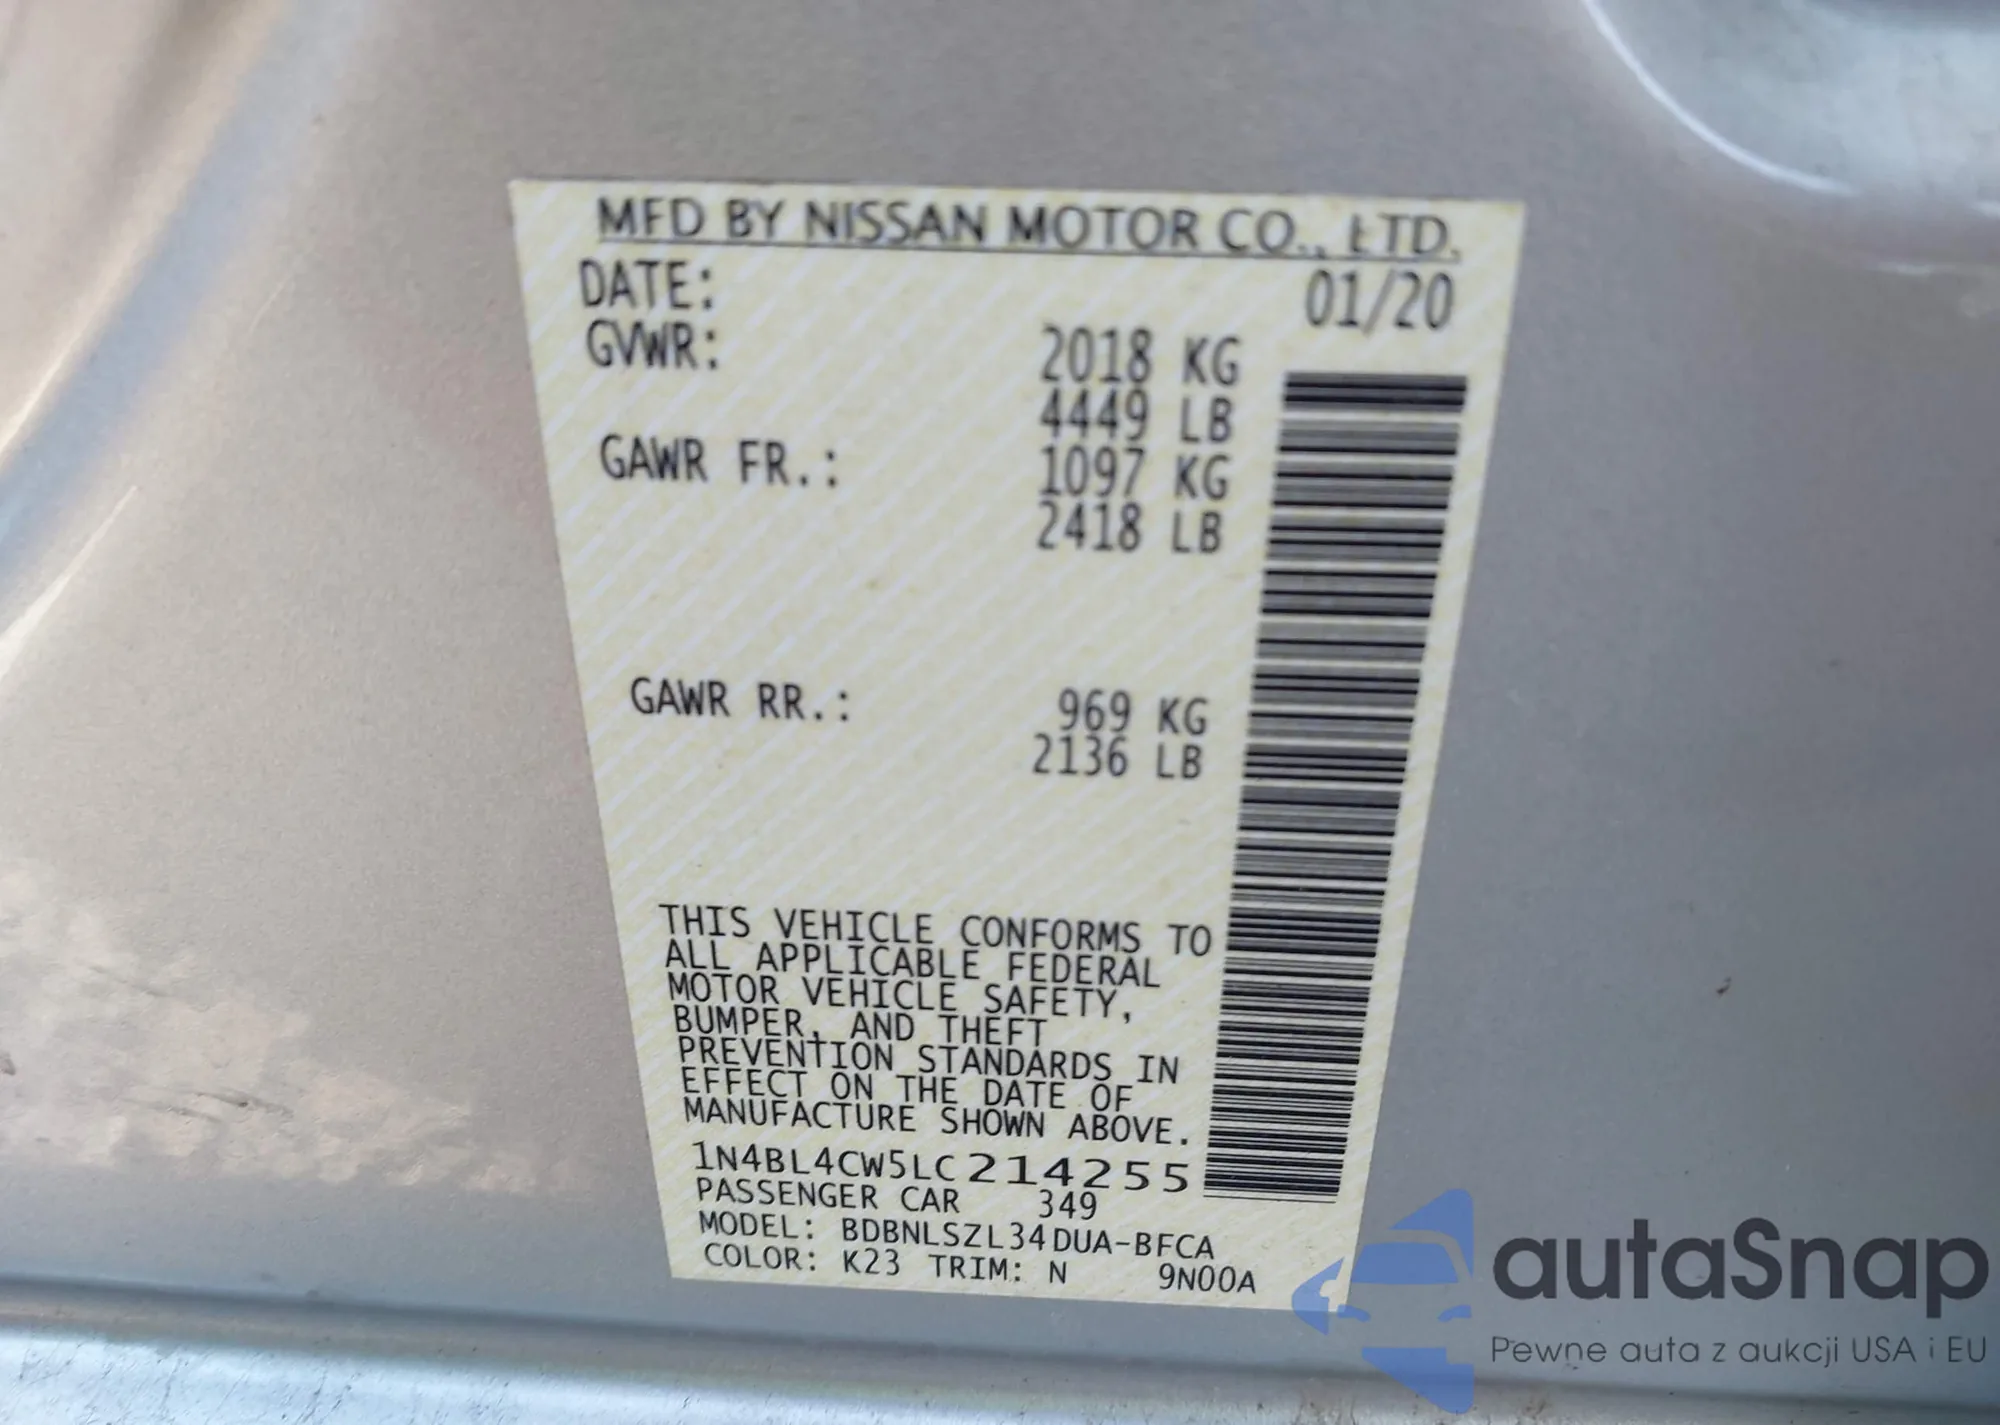 MFD BY NISSAN MOTOR CO., LTD.
DATE: 01/20
GVWR: 2018 KG
4449 LB
GAWR FR.: 1097 KG
2418 LB
GAWR RR.: 969 KG
2136 LB
THIS VEHICLE CONFORMS TO
ALL APPLICABLE FEDERAL
MOTOR VEHICLE SAFETY,
BUMPER, AND THEFT
PREVENTION STANDARDS IN
EFFECT ON THE DATE OF
MANUFACTURE SHOWN ABOVE.
1N4BL4CW5LC214255
PASSENGER CAR 349
MODEL: BDBNLSZL34DUA-BFCA
COLOR: K23 TRIM: N 9N00A
autaSnap
Pewne auta z aukcji USA i EU